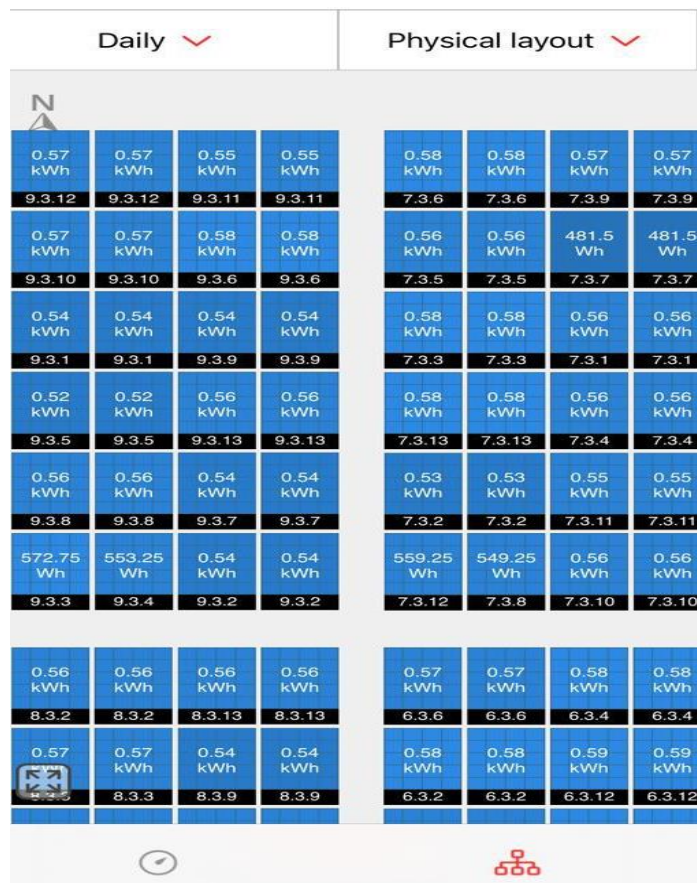 Daily Physical layout
N
0.57 0.57 0.55 0.55 0.58 0.58 0.57 0.57
kWh kWh kWh kWh kWh kWh kWh kWh
9.3.12 9.3.12 9.3.11 9.3.11 7.3.6 7.3.6 7.3.9 7.3.9
0.57 0.57 0.58 0.58 0.56 0.56 481.5 481.5
kWh kWh kWh kWh kWh kWh Wh Wh
9.3.10 9.3.10 9.3.6 9.3.6 7.3.5 7.3.5 7.3.7 7.3.7
0.54 0.54 0.54 0.54 0.58 0.58 0.56 0.56
kWh kWh kWh kWh kWh kWh kWh kWh
9.3.1 9.3.1 9.3.9 9.3.9 7.3.3 7.3.3 7.3.1 7.3.1
0.52 0.52 0.56 0.56 0.58 0.58 0.56 0.56
kWh kWh kWh kWh kWh kWh kWh kWh
9.3.5 9.3.5 9.3.13 9.3.13 7.3.13 7.3.13 7.3.4 7.3.4
0.56 0.56 0.54 0.54 0.53 0.53 0.55 0.55
kWh kWh kWh kWh kWh kWh kWh kWh
9.3.8 9.3.8 9.3.7 9.3.7 7.3.2 7.3.2 7.3.11 7.3.11
572.75 553.25 0.54 0.54 559.25 549.25 0.56 0.56
Wh Wh kWh kWh Wh Wh kWh kWh
9.3.3 9.3.4 9.3.2 9.3.2 7.3.12 7.3.8 7.3.10 7.3.10
0.56 0.56 0.56 0.56 0.57 0.57 0.58 0.58
kWh kWh kWh kWh kWh kWh kWh kWh
8.3.2 8.3.2 8.3.13 8.3.13 6.3.6 6.3.6 6.3.4 6.3.4
0.57 0.57 0.54 0.54 0.58 0.58 0.59 0.59
kWh kWh kWh kWh kWh kWh kWh
8.3.3 8.3.9 8.3.9 6.3.2 6.3.2 6.3.12 6.3.12